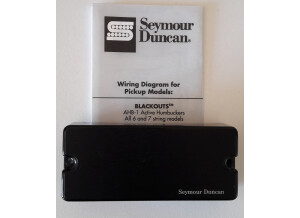 Seymour
Duncan®
Wiring Diagram for
Pickup Models:
BLACKOUTS™
AHB-1 Active Humbuckers
All 6 and 7 string models
Seymour Duncan